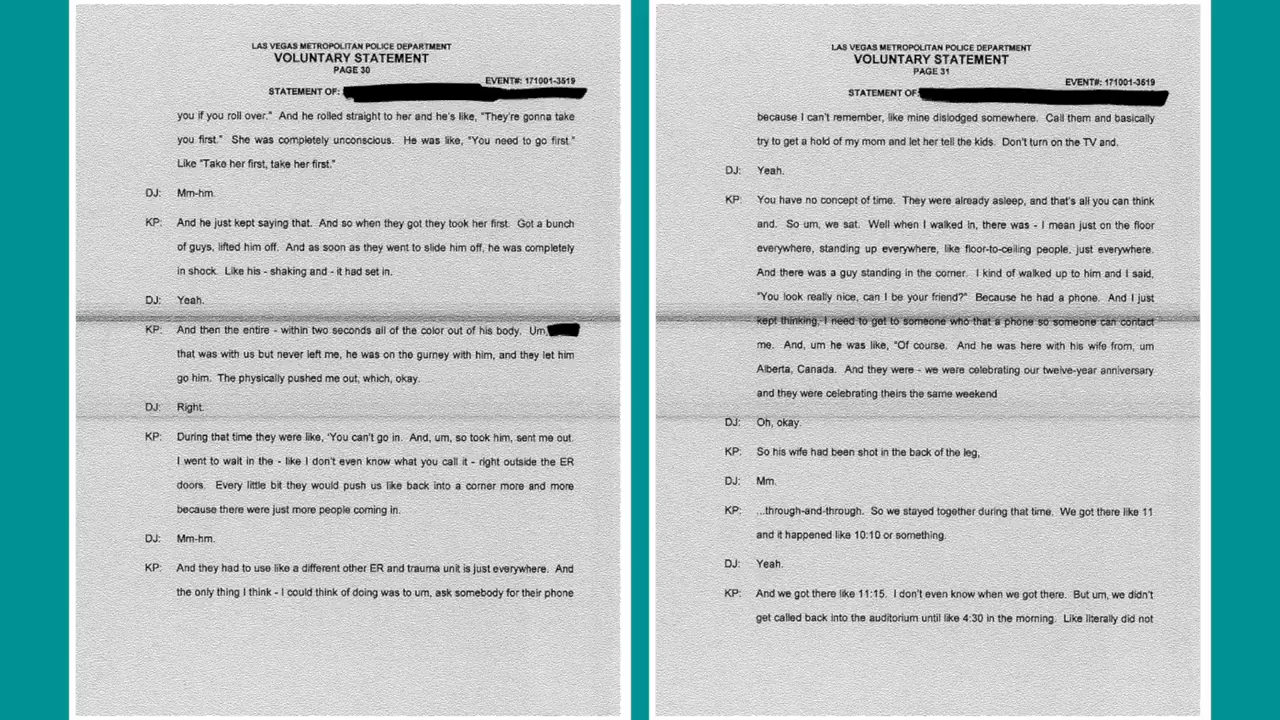 LAS VEGAS METROPOLITAN POLICE DEPARTMENT
VOLUNTARY STATEMENT
PAGE 30
EVENT#: 171001-3519
STATEMENT OF:
you if you roll over." And he rolled straight to her and he's like, "They're gonna take
you first." She was completely unconscious. He was like, "You need to go first."
Like "Take her first, take her first."
DJ: Mm-hm.
KP: And he just kept saying that. And so when they got they took her first. Got a bunch
of guys, lifted him off. And as soon as they went to slide him off, he was completely
in shock. Like his - shaking and - it had set in.
DJ: Yeah.
KP: And then the entire - within two seconds all of the color out of his body. Um,
that was with us but never left me, he was on the gurney with him, and they let him
go him. The physically pushed me out, which, okay.
DJ: Right.
KP: During that time they were like, 'You can't go in. And, um, so took him, sent me out.
I went to wait in the - like I don't even know what you call it - right outside the ER
doors. Every little bit they would push us like back into a corner more and more
because there were just more people coming in.
DJ: Mm-hm.
KP: And they had to use like a different other ER and trauma unit is just everywhere. And
the only thing I think - I could think of doing was to um, ask somebody for their phone
LAS VEGAS METROPOLITAN POLICE DEPARTMENT
VOLUNTARY STATEMENT
PAGE 31
EVENT#: 171001-3519
STATEMENT OF:
because I can't remember, like mine dislodged somewhere. Call them and basically
try to get a hold of my mom and let her tell the kids. Don't turn on the TV and.
DJ: Yeah.
KP: You have no concept of time. They were already asleep, and that's all you can think
and. So um, we sat. Well when I walked in, there was - I mean just on the floor
everywhere, standing up everywhere, like floor-to-ceiling people, just everywhere.
And there was a guy standing in the corner. I kind of walked up to him and I said,
"You look really nice, can I be your friend?" Because he had a phone. And I just
kept thinking, I need to get to someone who that a phone so someone can contact
me. And, um he was like, "Of course. And he was here with his wife from, um
Alberta, Canada. And they were - we were celebrating our twelve-year anniversary
and they were celebrating theirs the same weekend
DJ: Oh, okay.
KP: So his wife had been shot in the back of the leg,
DJ: Mm.
KP: ...through-and-through. So we stayed together during that time. We got there like 11
and it happened like 10:10 or something.
DJ: Yeah.
KP: And we got there like 11:15. I don't even know when we got there. But um, we didn't
get called back into the auditorium until like 4:30 in the morning. Like literally did not